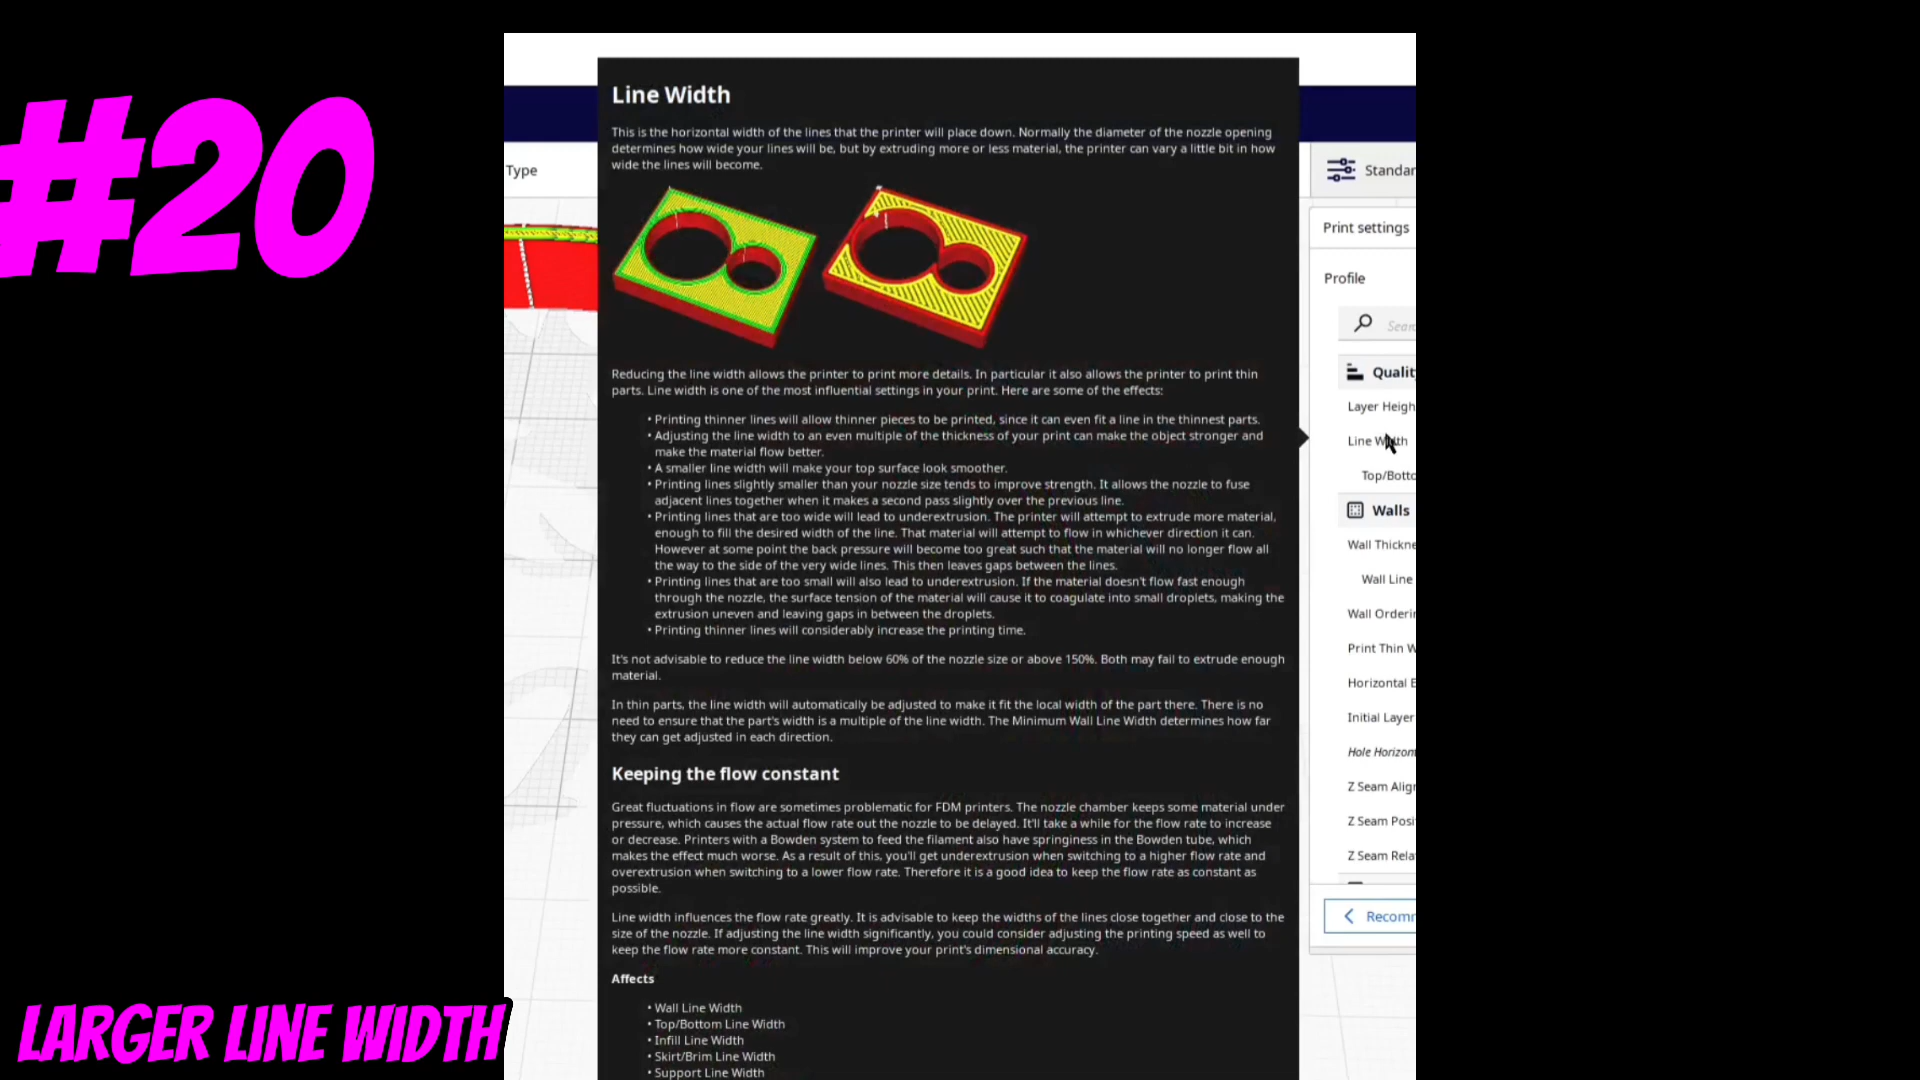 #20
Line Width
This is the horizontal width of the lines that the printer will place down. Normally the diameter of the nozzle opening
determines how wide your lines will be, but by extruding more or less material, the printer can vary a little bit in how
wide the lines will become.
Reducing the line width allows the printer to print more details. In particular it also allows the printer to print thin
parts. Line width is one of the most influential settings in your print. Here are some of the effects:
• Printing thinner lines will allow thinner pieces to be printed, since it can even fit a line in the thinnest parts.
• Adjusting the line width to an even multiple of the thickness of your print can make the object stronger and
make the material flow better.
• A smaller line width will make your top surface look smoother.
• Printing lines slightly smaller than your nozzle size tends to improve strength. It allows the nozzle to fuse
adjacent lines together when it makes a second pass slightly over the previous line.
• Printing lines that are too wide will lead to underextrusion. The printer will attempt to extrude more material,
enough to fill the desired width of the line. That material will attempt to flow in whichever direction it can.
However at some point the back pressure will become too great such that the material will no longer flow all
the way to the side of the very wide lines. This then leaves gaps between the lines.
• Printing lines that are too small will also lead to underextrusion. If the material doesn't flow fast enough
through the nozzle, the surface tension of the material will cause it to coagulate into small droplets, making the
extrusion uneven and leaving gaps in between the droplets.
• Printing thinner lines will considerably increase the printing time.
It's not advisable to reduce the line width below 60% of the nozzle size or above 150%. Both may fail to extrude enough
material.
In thin parts, the line width will automatically be adjusted to make it fit the local width of the part there. There is no
need to ensure that the part's width is a multiple of the line width. The Minimum Wall Line Width determines how far
they can get adjusted in each direction.
Keeping the flow constant
Great fluctuations in flow are sometimes problematic for FDM printers. The nozzle chamber keeps some material under
pressure, which causes the actual flow rate out the nozzle to be delayed. It'll take a while for the flow rate to increase
or decrease. Printers with a Bowden system to feed the filament also have springiness in the Bowden tube, which
makes the effect much worse. As a result of this, you'll get underextrusion when switching to a higher flow rate and
overextrusion when switching to a lower flow rate. Therefore it is a good idea to keep the flow rate as constant as
possible.
Line width influences the flow rate greatly. It is advisable to keep the widths of the lines close together and close to the
size of the nozzle. If adjusting the line width significantly, you could consider adjusting the printing speed as well to
keep the flow rate more constant. This will improve your print's dimensional accuracy.
Affects
• Wall Line Width
• Top/Bottom Line Width
• Infill Line Width
• Skirt/Brim Line Width
• Support Line Width
Type
Standar
Print settings
Profile
Sear
Qualit
Layer Heigh
Line Width
Top/Botto
Walls
Wall Thickne
Wall Line
Wall Orderin
Print Thin W
Horizontal E
Initial Layer
Hole Horizon
Z Seam Align
Z Seam Posi
Z Seam Rela
Recomm
LARGER LINE WIDTH